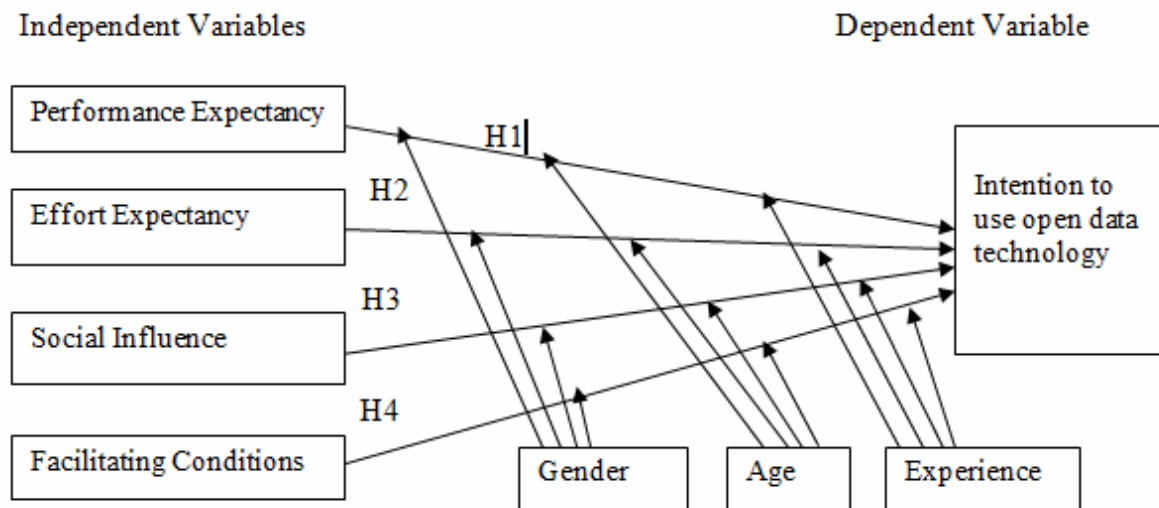 Independent Variables
Dependent Variable
Performance Expectancy
H1
H2
Effort Expectancy
Intention to
use open data
technology
H3
Social Influence
H4
Facilitating Conditions
Gender
Age
Experience